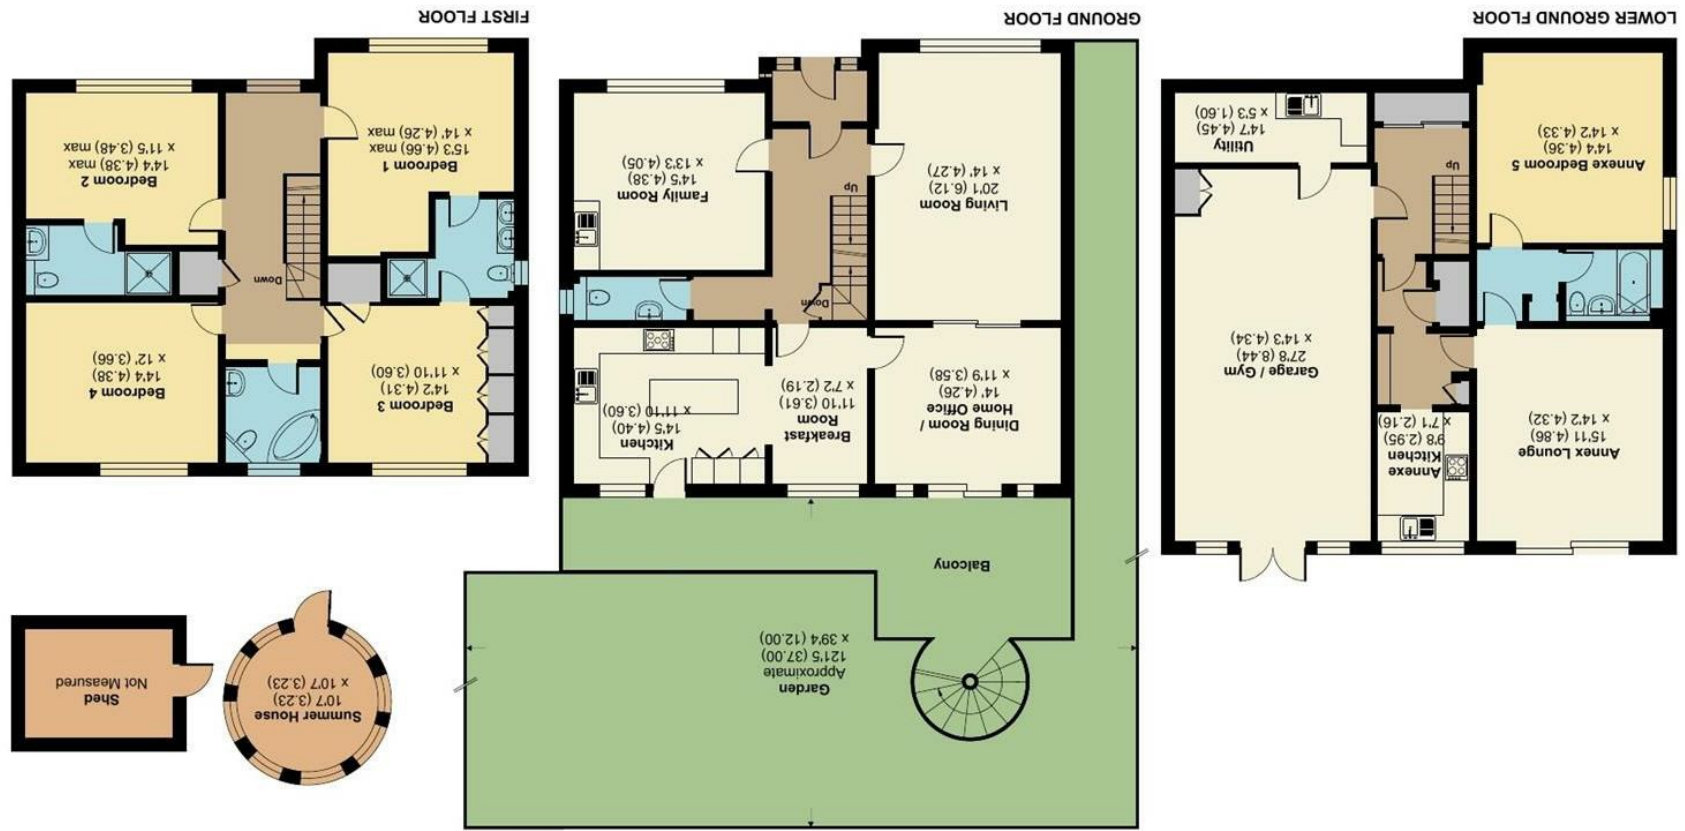 Garden
Approximate
121'5 (37.00)
x 39'4 (12.00)
Balcony
Summer House
10'7 (3.23)
x 10'7 (3.23)
Shed
Not Measured
Annex Lounge
15'11 (4.86)
x 14'2 (4.32)
Annexe
Kitchen
9'8 (2.95)
x 7'1 (2.16)
Garage / Gym
27'8 (8.44)
x 14'3 (4.34)
Up
Annexe Bedroom 5
14'4 (4.36)
x 14'2 (4.33)
Utility
14'7 (4.45)
x 5'3 (1.60)
LOWER GROUND FLOOR
Dining Room /
Home Office
14' (4.26)
x 11'9 (3.58)
Breakfast
Room
11'10 (3.61)
x 7'2 (2.19)
Kitchen
14'5 (4.40)
x 11'10 (3.60)
Down
Up
Living Room
20'1 (6.12)
x 14' (4.27)
Family Room
14'5 (4.38)
x 13'3 (4.05)
GROUND FLOOR
Bedroom 3
14'2 (4.31)
x 11'10 (3.60)
Bedroom 4
14'4 (4.38)
x 12' (3.66)
Down
Bedroom 1
15'3 (4.66) max
x 14' (4.26) max
Bedroom 2
14'4 (4.38) max
x 11'5 (3.48) max
FIRST FLOOR